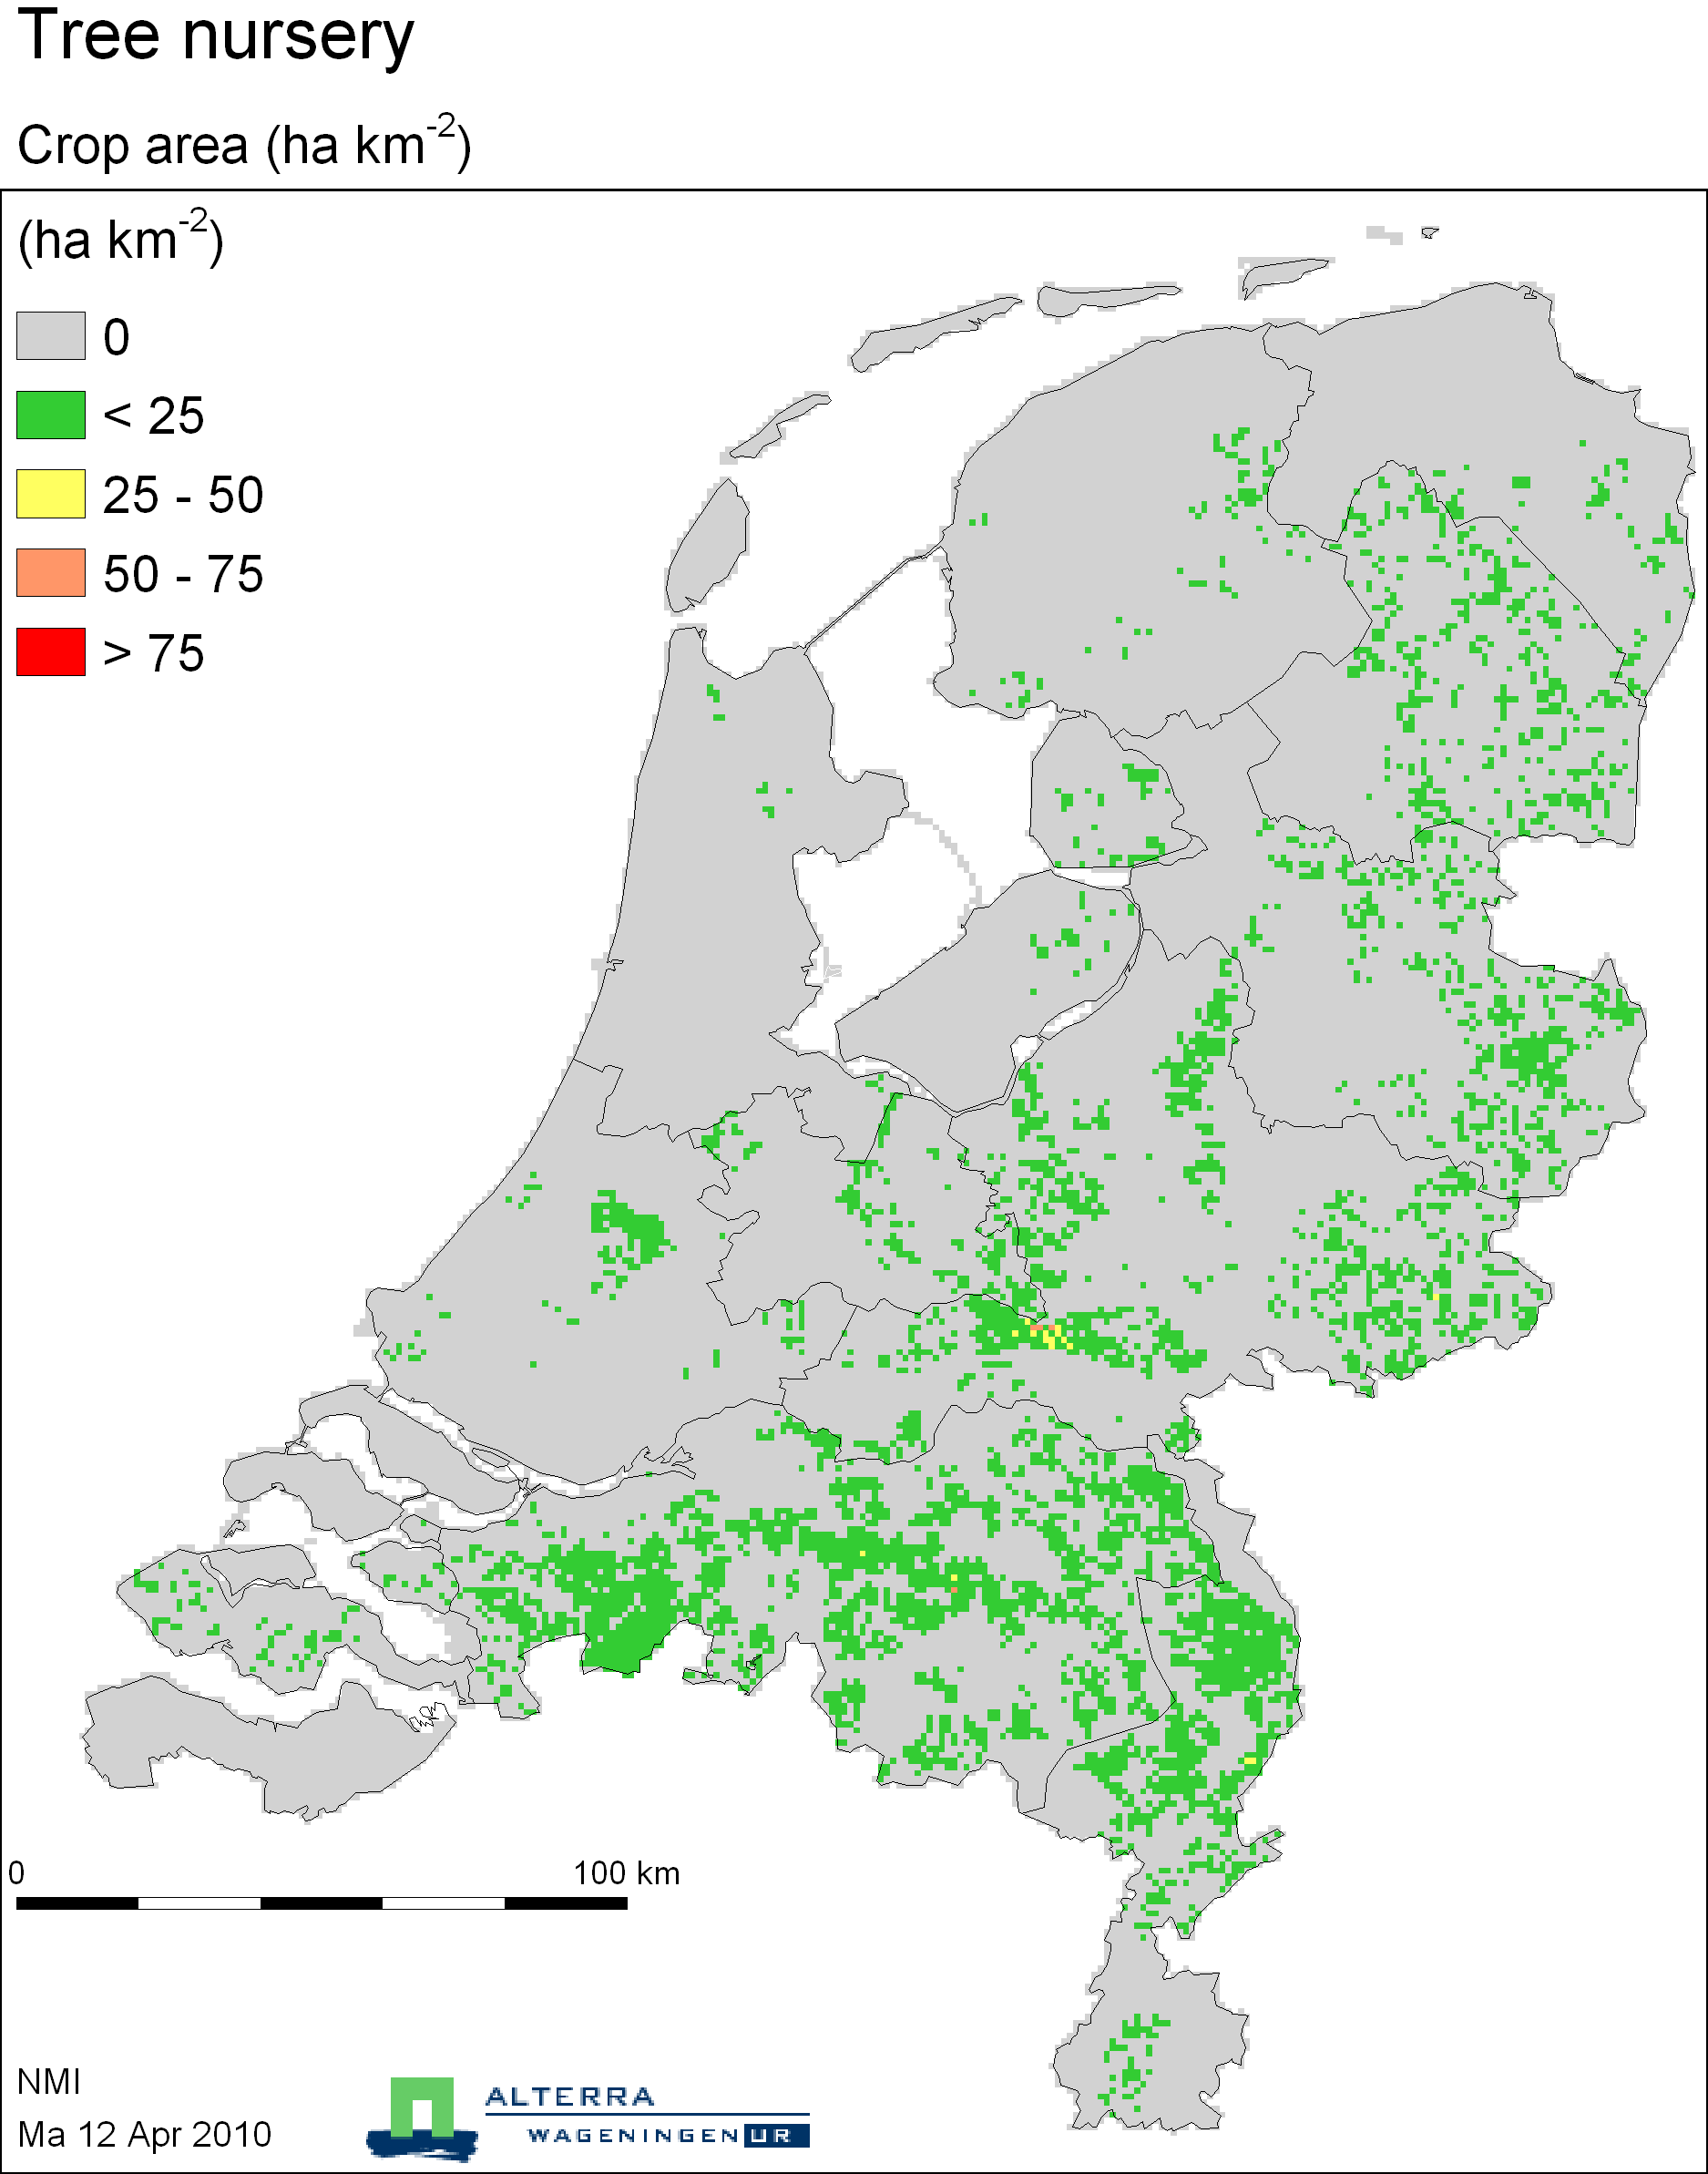 Tree nursery
Crop area (ha km⁻²)
(ha km⁻²)
0
< 25
25 - 50
50 - 75
> 75
0 100 km
NMI
Ma 12 Apr 2010
ALTERRA
WAGENINGEN UR